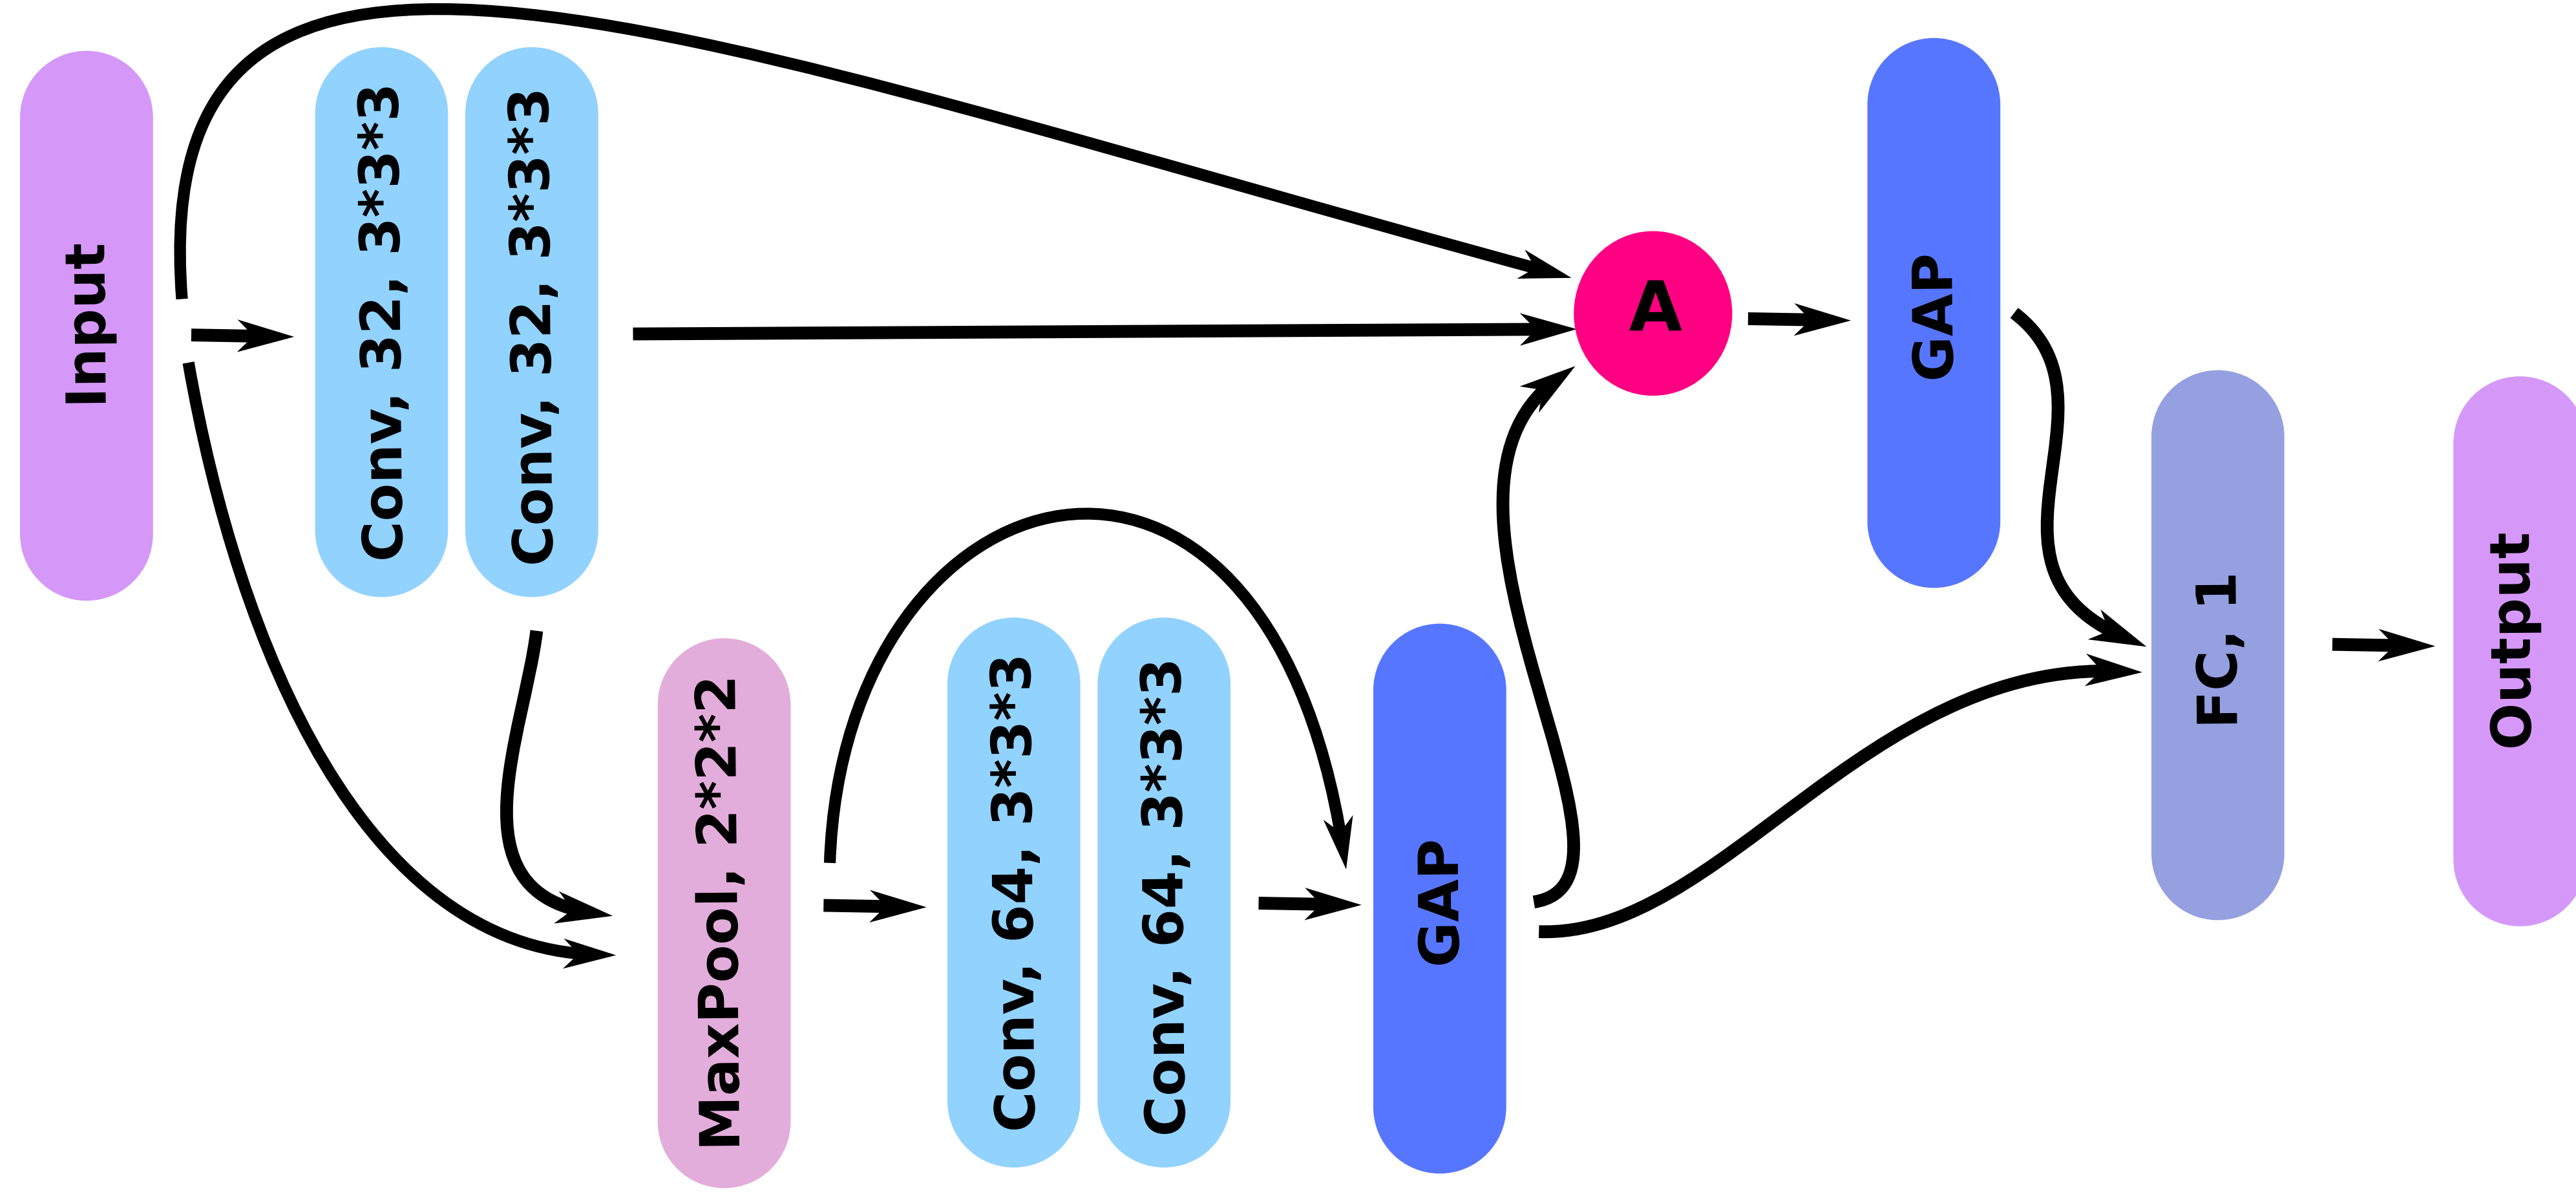 Input
Conv, 32, 3*3*3
Conv, 32, 3*3*3
A
GAP
MaxPool, 2*2*2
Conv, 64, 3*3*3
Conv, 64, 3*3*3
GAP
FC, 1
Output